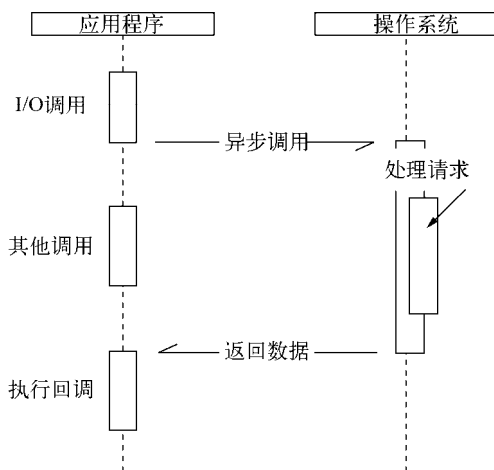 应用程序
操作系统
I/O调用
异步调用
处理请求
其他调用
返回数据
执行回调